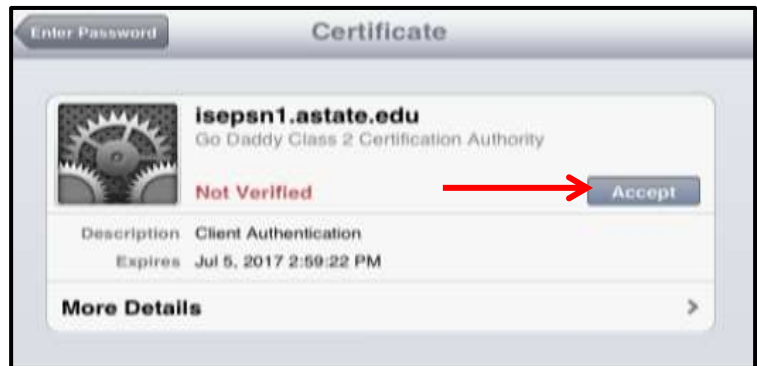 Enter Password
Certificate
isepsn1.astate.edu
Go Daddy Class 2 Certification Authority
Not Verified
Accept
Description Client Authentication
Expires Jul 5, 2017 2:59:22 PM
More Details